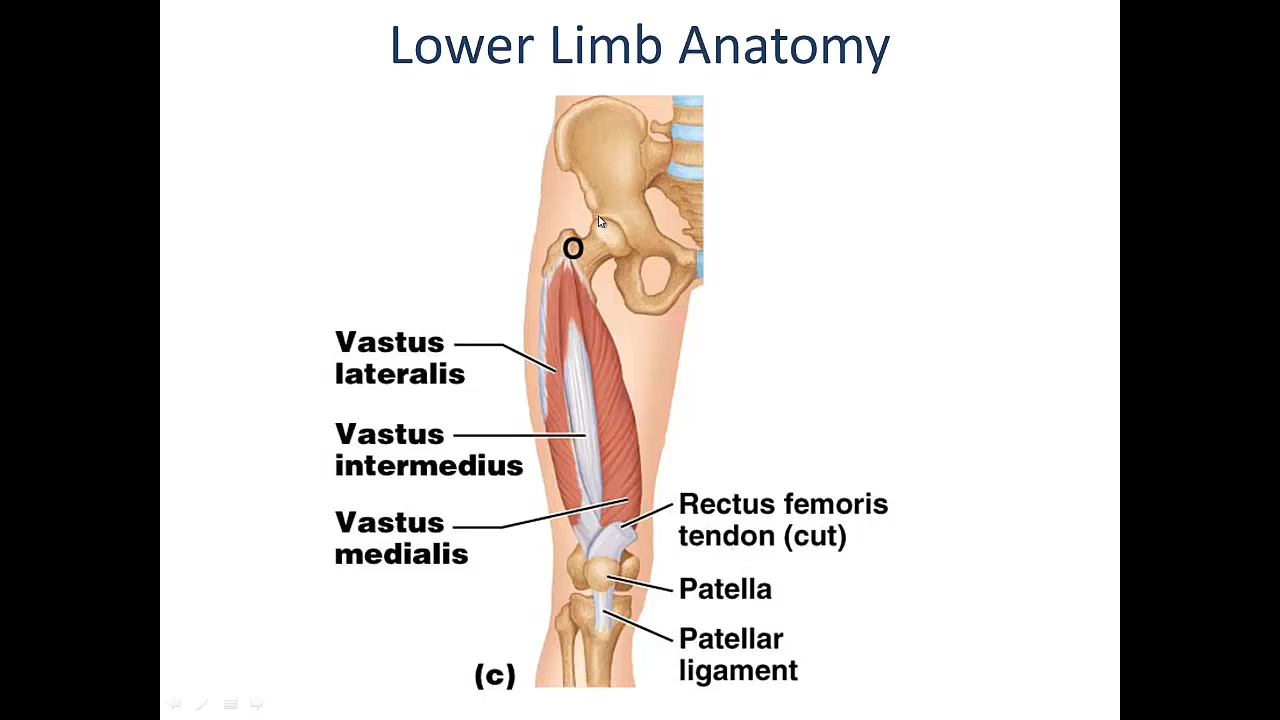 Lower Limb Anatomy
O
Vastus
lateralis
Vastus
intermedius
Vastus
medialis
Rectus femoris
tendon (cut)
Patella
Patellar
ligament
(c)